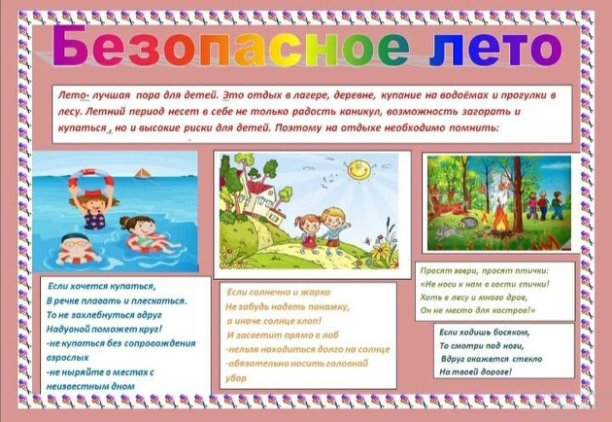 Безопасное лето
Лето- лучшая пора для детей. Это отдых в лагере, деревне, купание на водоёмах и прогулки в
лесу. Летний период несет в себе не только радость каникул, возможность загорать и
купаться , но и высокие риски для детей. Поэтому на отдыхе необходимо помнить:
Если хочется купаться,
В речке плавать и плескаться.
То не захлебнуться вдруг
Надувной поможет круг!
-не купаться без сопровождения
взрослых
-не ныряйте в местах с
неизвестным дном
Если солнечно и жарко
Не забудь надеть панамку,
а иначе солнце хлоп!
И засветит прямо в лоб
-нельзя находиться долго на солнце
-обязательно носить головной
убор
Просят звери, просят птички:
«Не носи к нам в гости спички!
Хоть в лесу и много дров,
Он не место для костров!»
Если ходишь босяком,
То смотри под ноги,
Вдруг окажется стекло
На твоей дороге!